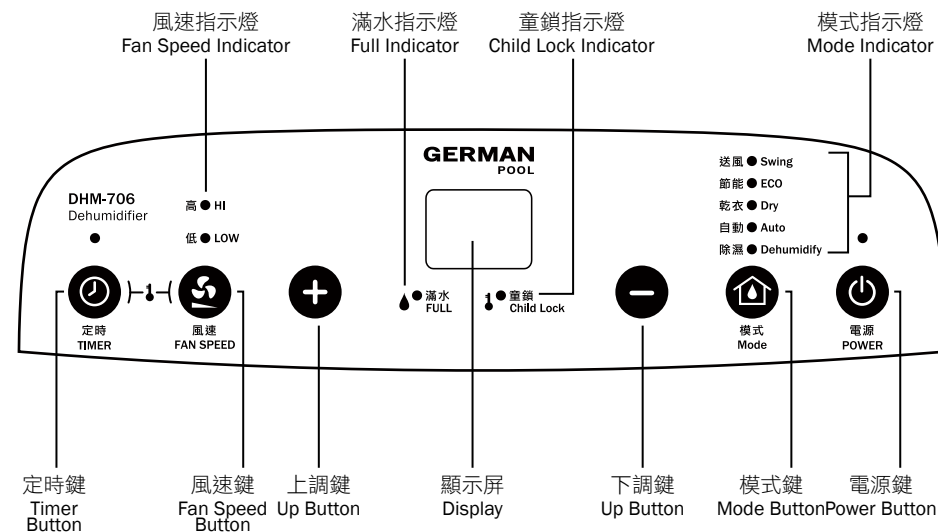 風速指示燈
Fan Speed Indicator
滿水指示燈
Full Indicator
童鎖指示燈
Child Lock Indicator
模式指示燈
Mode Indicator
GERMAN
POOL
DHM-706
Dehumidifier
高 HI
低 LOW
送風 Swing
節能 ECO
乾衣 Dry
自動 Auto
除濕 Dehumidify
滿水
FULL
童鎖
Child Lock
定時
TIMER
風速
FAN SPEED
模式
Mode
電源
POWER
定時鍵
Timer
Button
風速鍵
Fan Speed
Button
上調鍵
Up Button
顯示屏
Display
下調鍵
Up Button
模式鍵
Mode Button
電源鍵
Power Button